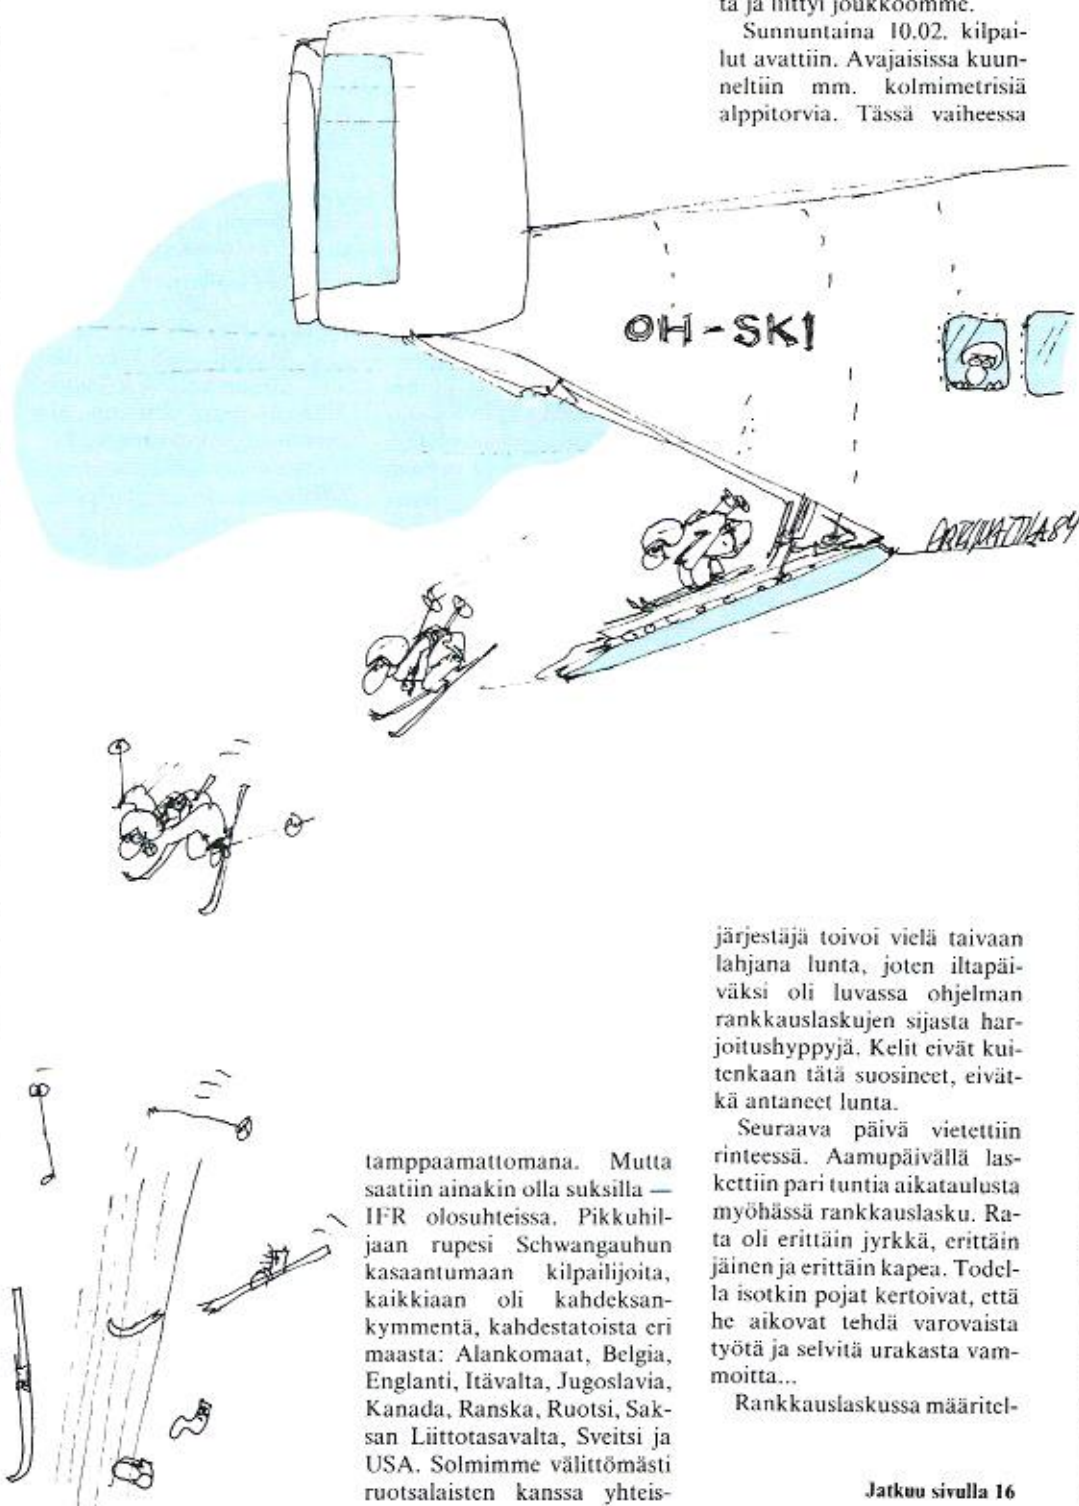 OH-SKI
tamppaamattomana. Mutta
saatiin ainakin olla suksilla —
IFR olosuhteissa. Pikkuhil-
jaan rupesi Schwangauhun
kasaantumaan kilpailijoita,
kaikkiaan oli kahdeksan-
kymmentä, kahdestatoista eri
maasta: Alankomaat, Belgia,
Englanti, Itävalta, Jugoslavia,
Kanada, Ranska, Ruotsi, Sak-
san Liittotasavalta, Sveitsi ja
USA. Solmimme välittömästi
ruotsalaisten kanssa yhteis-
ta ja liittyi joukkoomme.
Sunnuntaina 10.02. kilpai-
lut avattiin. Avajaisissa kuun-
neltiin mm. kolmimetrisiä
alppitorvia. Tässä vaiheessa
järjestäjä toivoi vielä taivaan
lahjana lunta, joten iltapäi-
väksi oli luvassa ohjelman
rankkauslaskujen sijasta har-
joitushyppyjä. Kelit eivät kui-
tenkaan tätä suosineet, eivät-
kä antaneet lunta.
Seuraava päivä vietettiin
rinteessä. Aamupäivällä las-
kettiin pari tuntia aikataulusta
myöhässä rankkauslasku. Ra-
ta oli erittäin jyrkkä, erittäin
jäinen ja erittäin kapea. Todel-
la isotkin pojat kertoivat, että
he aikovat tehdä varovaista
työtä ja selvitä urakasta vam-
moitta...
Rankkauslaskussa määritel-
Jatkuu sivulla 16